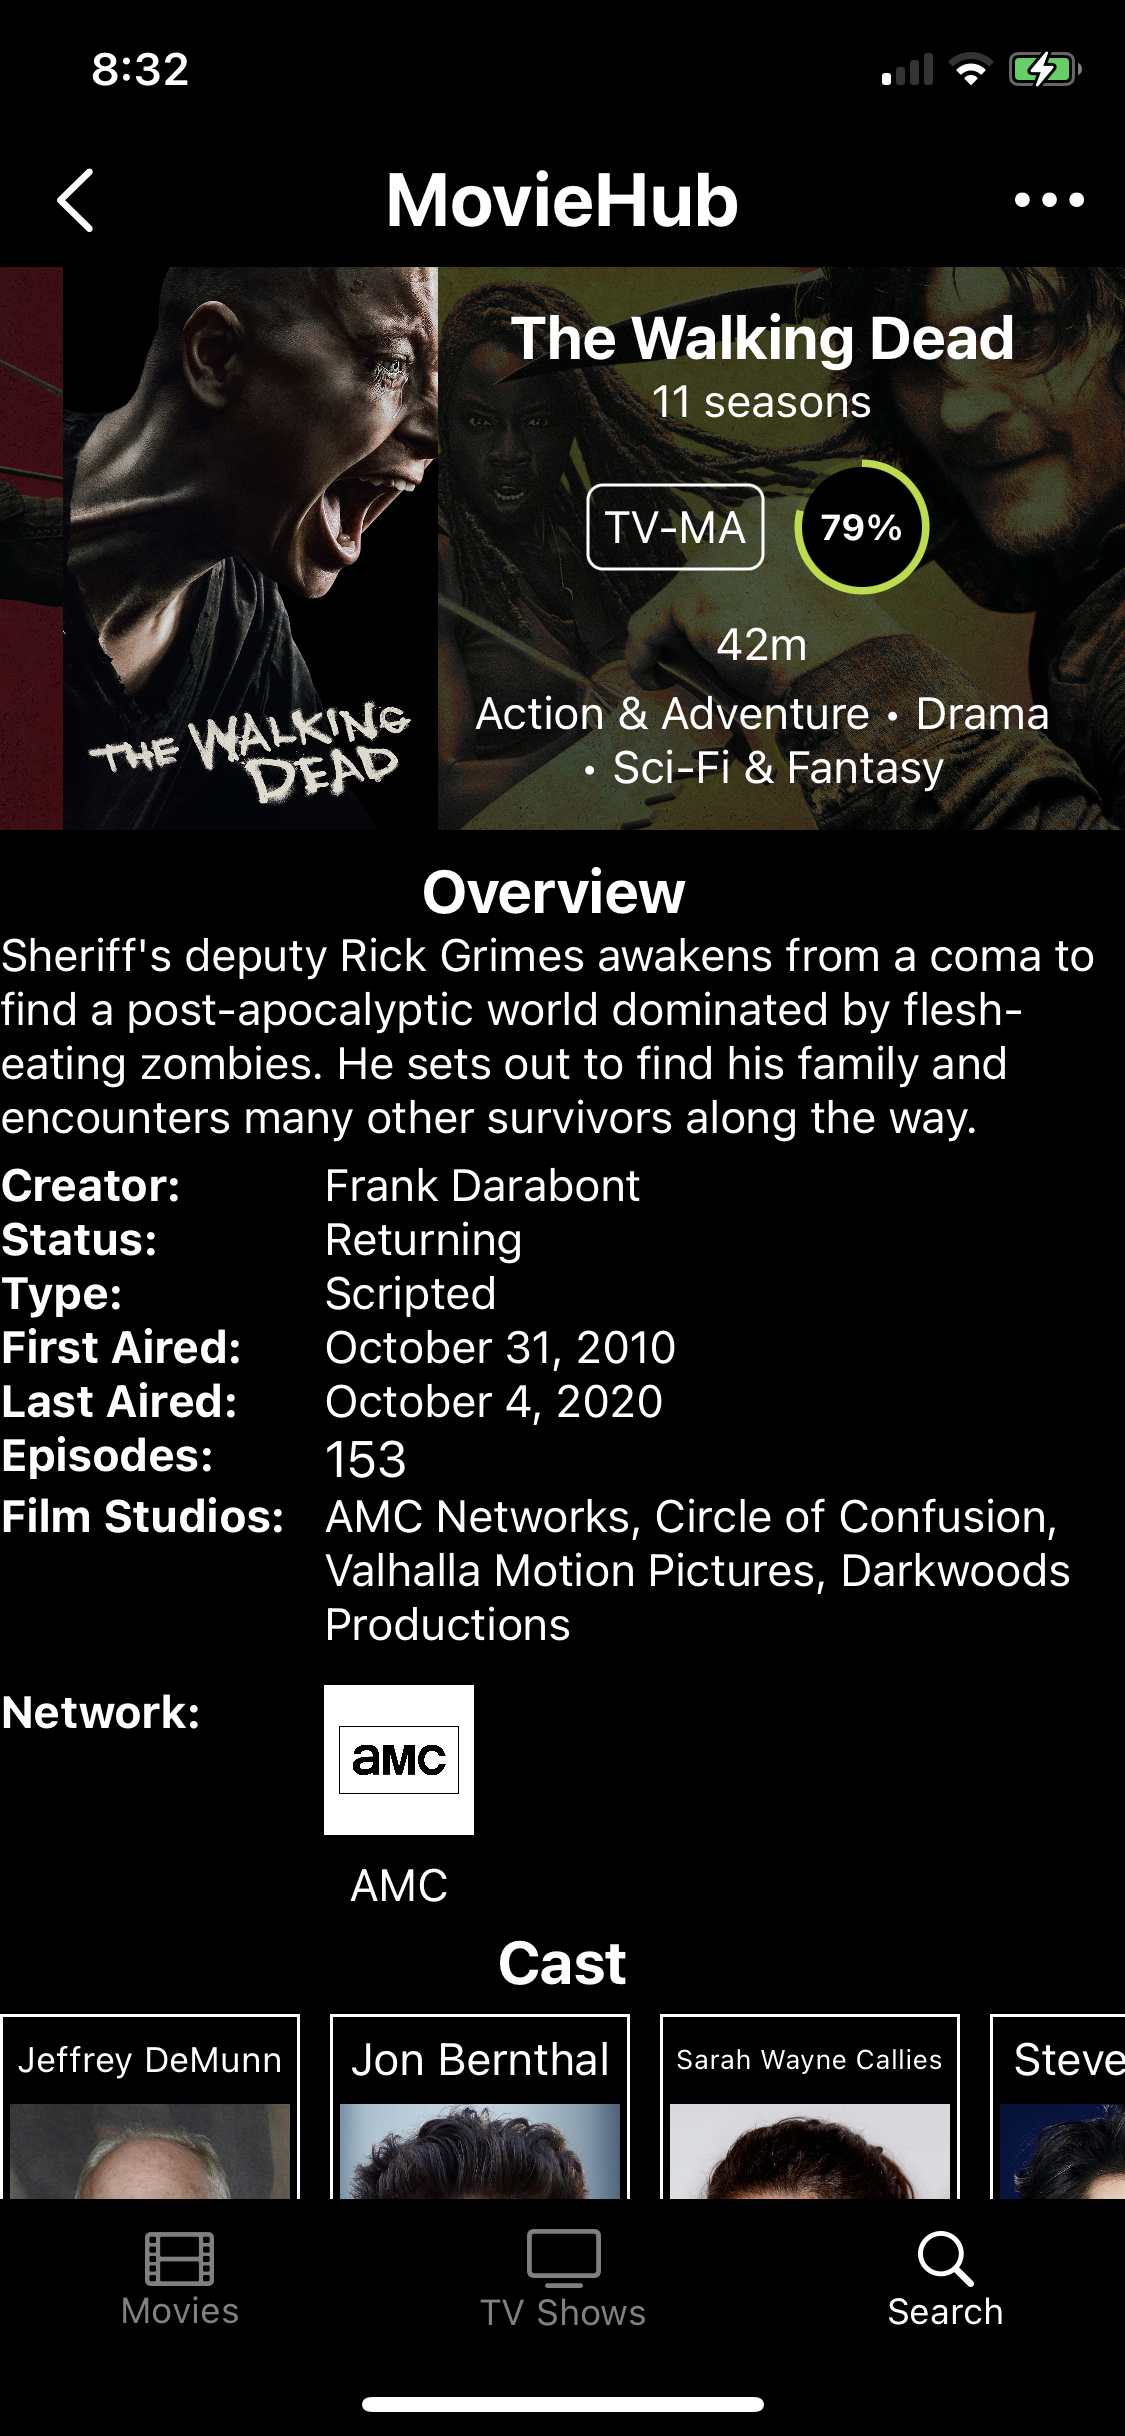 8:32
MovieHub
The Walking Dead
11 seasons
TV-MA
79%
42m
Action & Adventure • Drama
• Sci-Fi & Fantasy
THE WALKING
DEAD
Overview
Sheriff's deputy Rick Grimes awakens from a coma to
find a post-apocalyptic world dominated by flesh-
eating zombies. He sets out to find his family and
encounters many other survivors along the way.
Creator: Frank Darabont
Status: Returning
Type: Scripted
First Aired: October 31, 2010
Last Aired: October 4, 2020
Episodes: 153
Film Studios: AMC Networks, Circle of Confusion,
Valhalla Motion Pictures, Darkwoods
Productions
Network:
aMC
AMC
Cast
Jeffrey DeMunn Jon Bernthal Sarah Wayne Callies Steve
Movies TV Shows Search